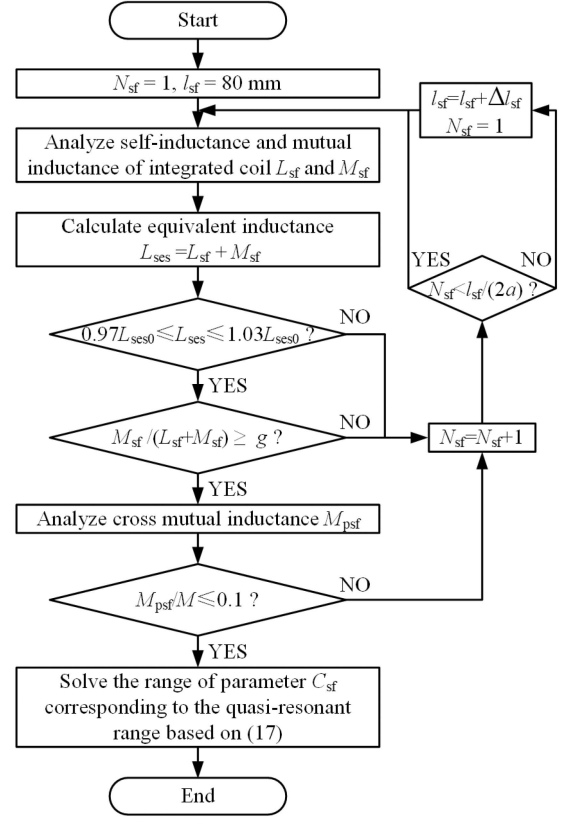 Start
N_sf = 1, l_sf = 80 mm
l_sf=l_sf+Δl_sf
N_sf = 1
Analyze self-inductance and mutual
inductance of integrated coil L_sf and M_sf
Calculate equivalent inductance
L_ses =L_sf + M_sf
YES
NO
N_sf<l_sf/(2a) ?
0.97L_ses0≤L_ses≤1.03L_ses0 ?
NO
YES
M_sf /(L_sf+M_sf) ≥ g ?
NO
N_sf=N_sf+1
YES
Analyze cross mutual inductance M_psf
M_psf/M≤0.1 ?
NO
YES
Solve the range of parameter C_sf
corresponding to the quasi-resonant
range based on (17)
End